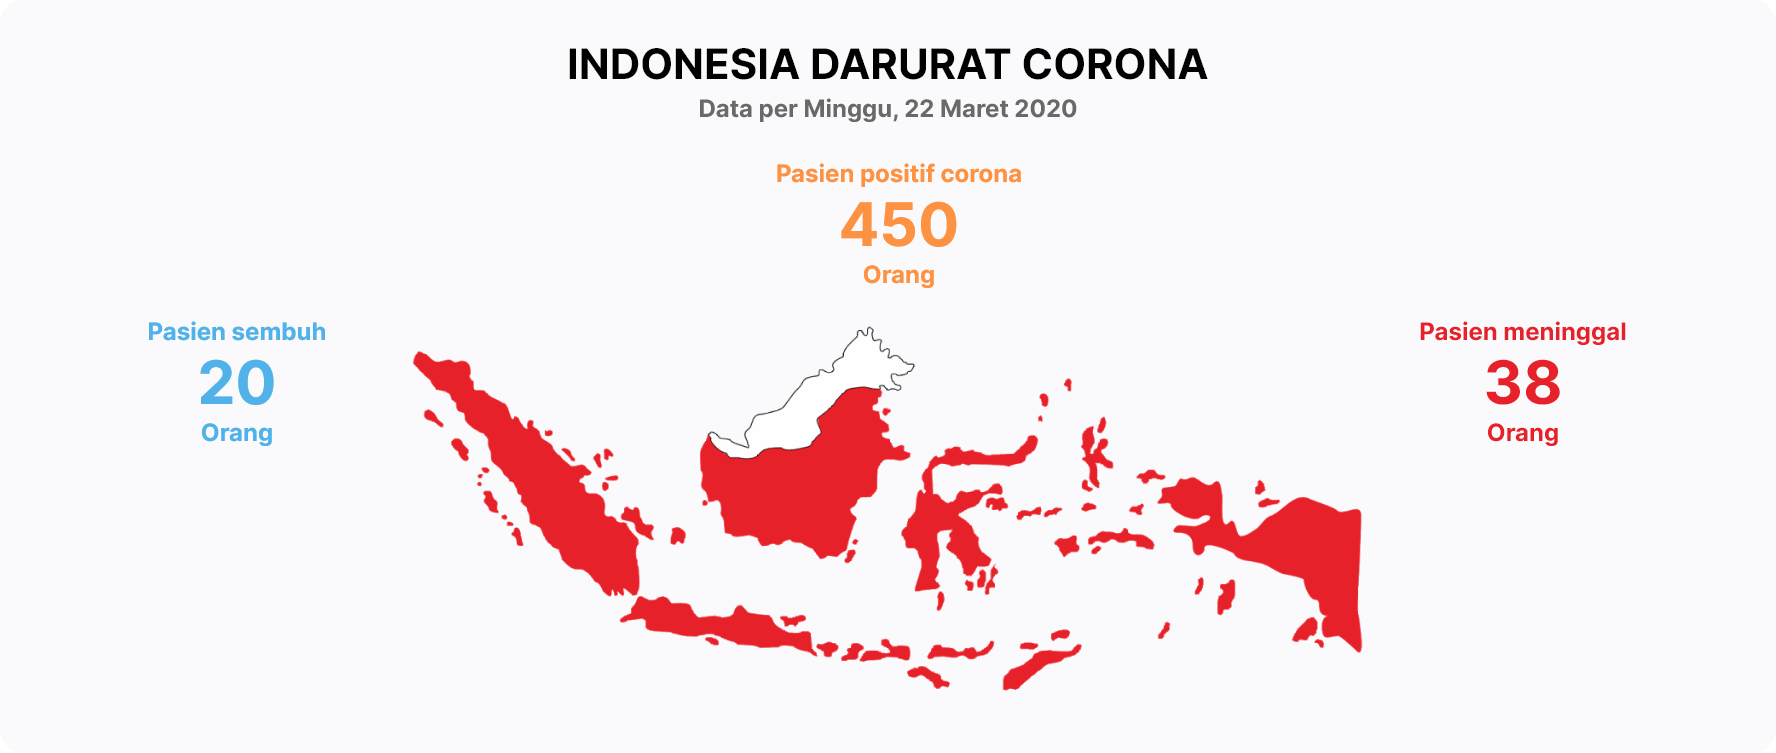 INDONESIA DARURAT CORONA
Data per Minggu, 22 Maret 2020
Pasien positif corona
450
Orang
Pasien sembuh
20
Orang
Pasien meninggal
38
Orang